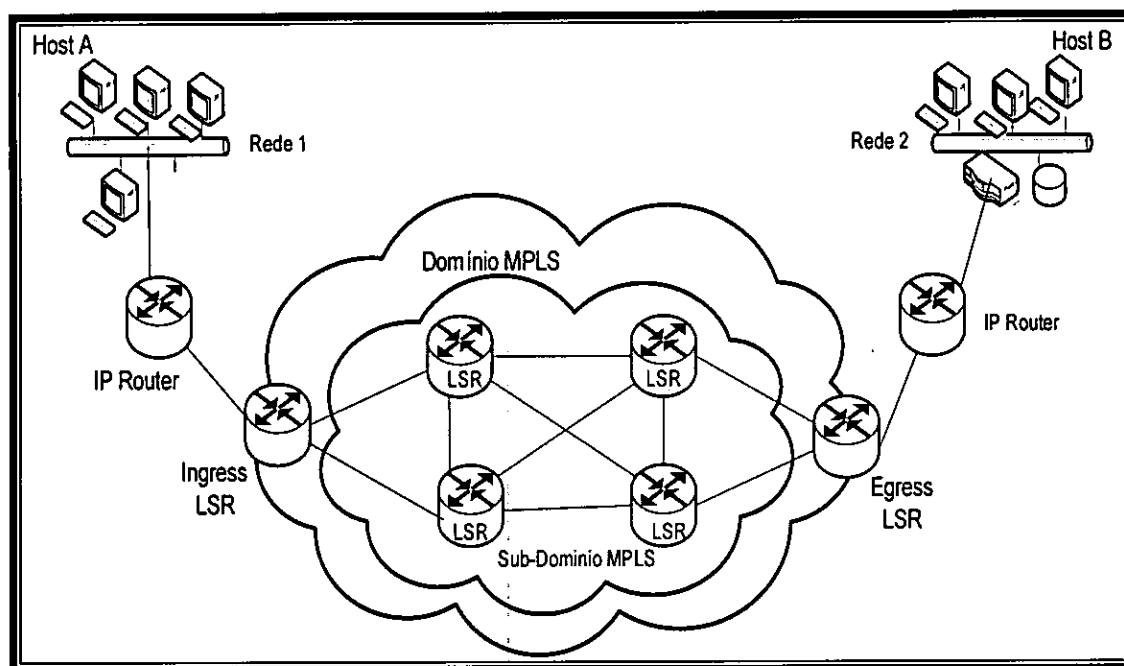 Host A
Host B
Rede 1
Rede 2
Domínio MPLS
IP Router
IP Router
LSR
LSR
Ingress
LSR
Egress
LSR
LSR
LSR
Sub-Dominio MPLS